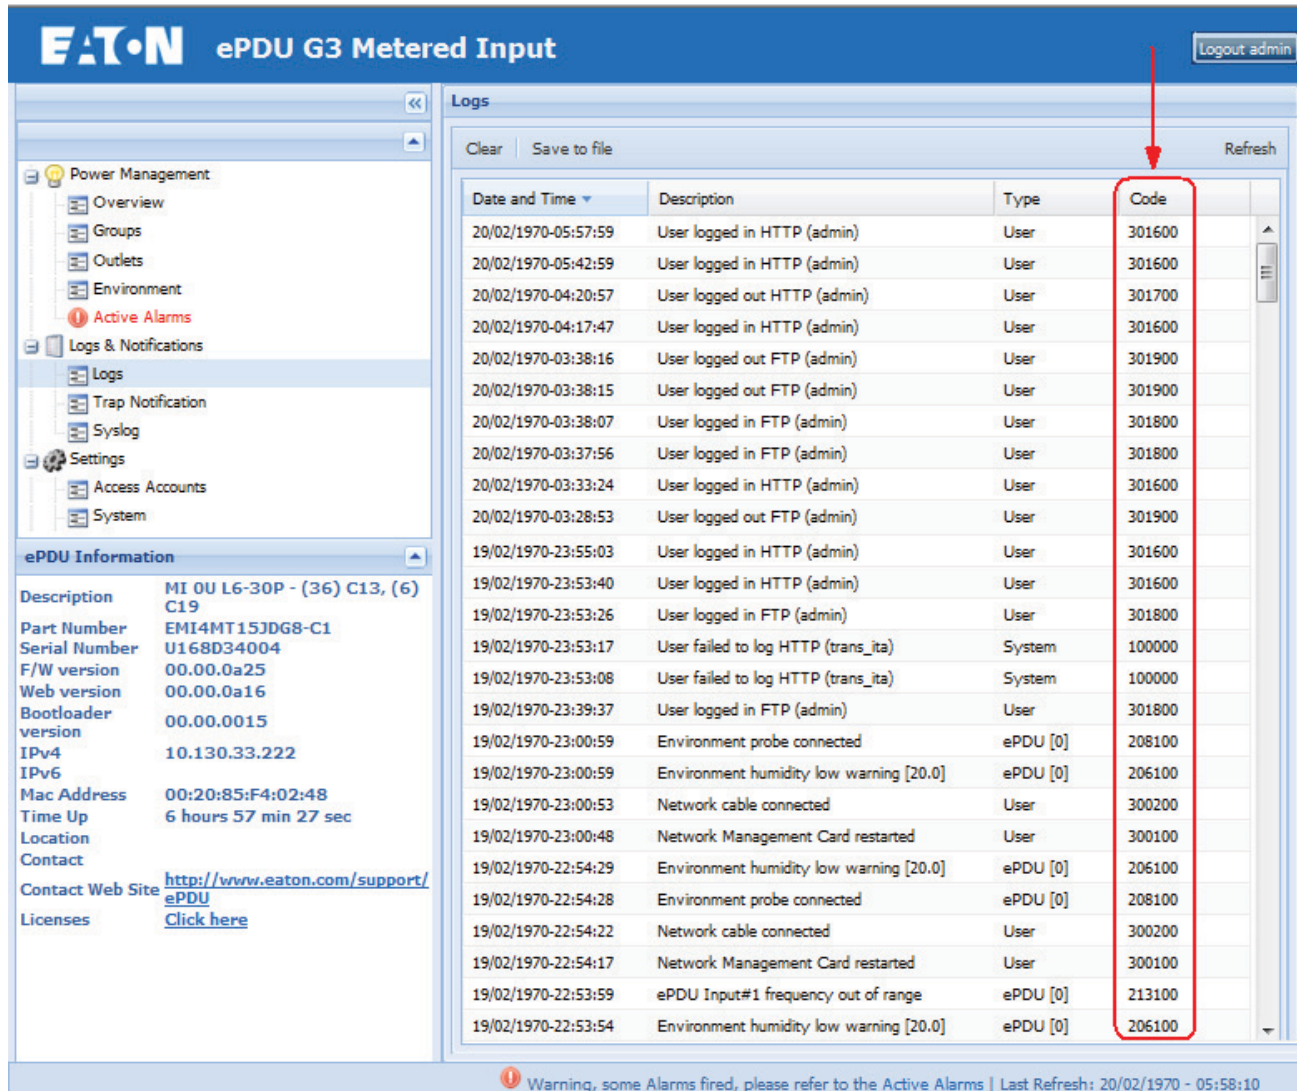 EATON ePDU G3 Metered Input
Logout admin
Power Management
Overview
Groups
Outlets
Environment
Active Alarms
Logs & Notifications
Logs
Trap Notification
Syslog
Settings
Access Accounts
System
ePDU Information
Description MI 0U L6-30P - (36) C13, (6)
C19
Part Number EMI4MT15JDG8-C1
Serial Number U168D34004
F/W version 00.00.0a25
Web version 00.00.0a16
Bootloader
version 00.00.0015
IPv4 10.130.33.222
IPv6
Mac Address 00:20:85:F4:02:48
Time Up 6 hours 57 min 27 sec
Location
Contact
Contact Web Site http://www.eaton.com/support/
ePDU
Licenses Click here
Logs
Clear Save to file Refresh
Date and Time Description Type Code
20/02/1970-05:57:59 User logged in HTTP (admin) User 301600
20/02/1970-05:42:59 User logged in HTTP (admin) User 301600
20/02/1970-04:20:57 User logged out HTTP (admin) User 301700
20/02/1970-04:17:47 User logged in HTTP (admin) User 301600
20/02/1970-03:38:16 User logged out FTP (admin) User 301900
20/02/1970-03:38:15 User logged out FTP (admin) User 301900
20/02/1970-03:38:07 User logged in FTP (admin) User 301800
20/02/1970-03:37:56 User logged in FTP (admin) User 301800
20/02/1970-03:33:24 User logged in HTTP (admin) User 301600
20/02/1970-03:28:53 User logged out FTP (admin) User 301900
19/02/1970-23:55:03 User logged in HTTP (admin) User 301600
19/02/1970-23:53:40 User logged in HTTP (admin) User 301600
19/02/1970-23:53:26 User logged in FTP (admin) User 301800
19/02/1970-23:53:17 User failed to log HTTP (trans_ita) System 100000
19/02/1970-23:53:08 User failed to log HTTP (trans_ita) System 100000
19/02/1970-23:39:37 User logged in FTP (admin) User 301800
19/02/1970-23:00:59 Environment probe connected ePDU [0] 208100
19/02/1970-23:00:59 Environment humidity low warning [20.0] ePDU [0] 206100
19/02/1970-23:00:53 Network cable connected User 300200
19/02/1970-23:00:48 Network Management Card restarted User 300100
19/02/1970-22:54:29 Environment humidity low warning [20.0] ePDU [0] 206100
19/02/1970-22:54:28 Environment probe connected ePDU [0] 208100
19/02/1970-22:54:22 Network cable connected User 300200
19/02/1970-22:54:17 Network Management Card restarted User 300100
19/02/1970-22:53:59 ePDU Input#1 frequency out of range ePDU [0] 213100
19/02/1970-22:53:54 Environment humidity low warning [20.0] ePDU [0] 206100
Warning, some Alarms fired, please refer to the Active Alarms | Last Refresh: 20/02/1970 - 05:58:10